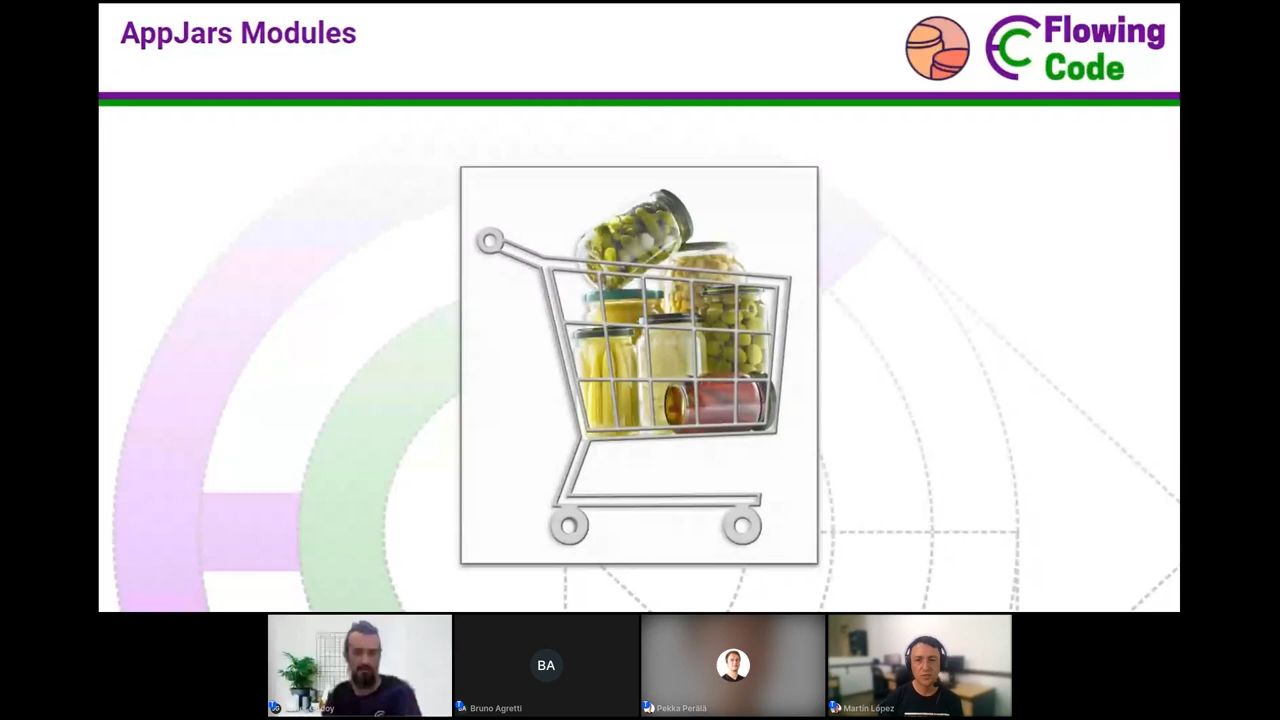 AppJars Modules
Flowing
Code
BA
Bruno Agretti
Pekka Perälä
Martín López